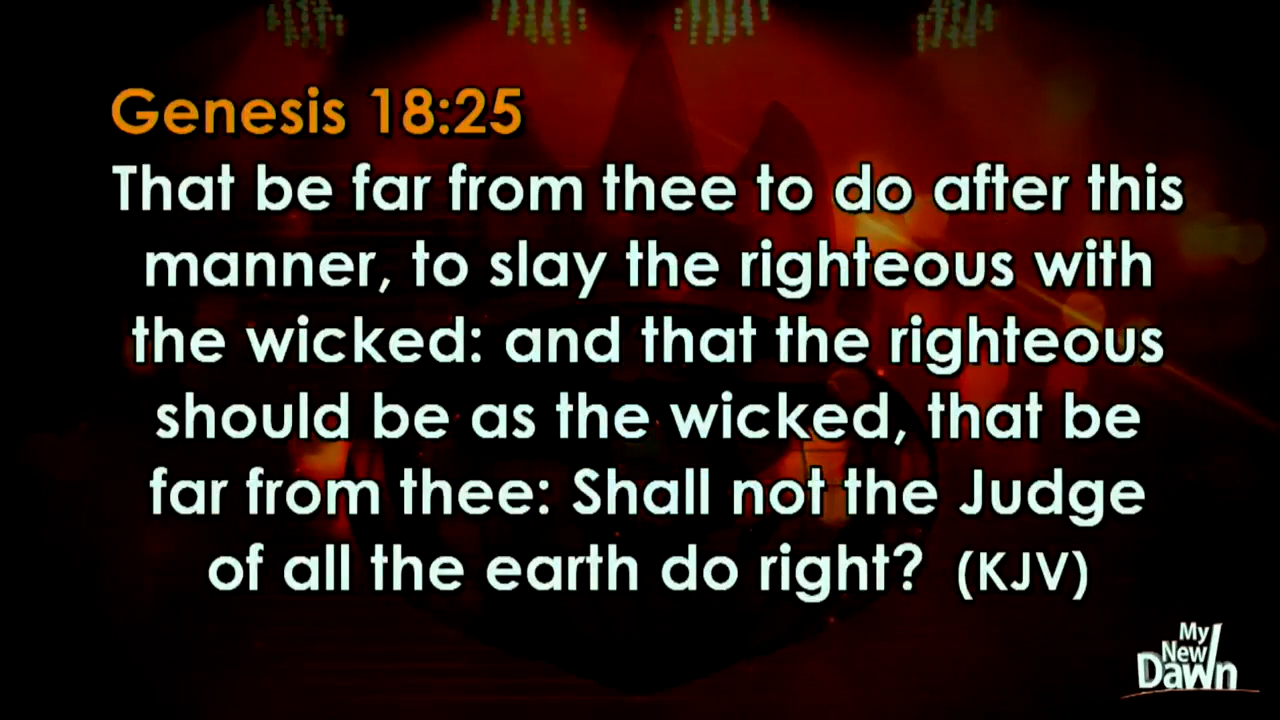 Genesis 18:25
That be far from thee to do after this
manner, to slay the righteous with
the wicked: and that the righteous
should be as the wicked, that be
far from thee: Shall not the Judge
of all the earth do right? (KJV)
My
New
Dawn